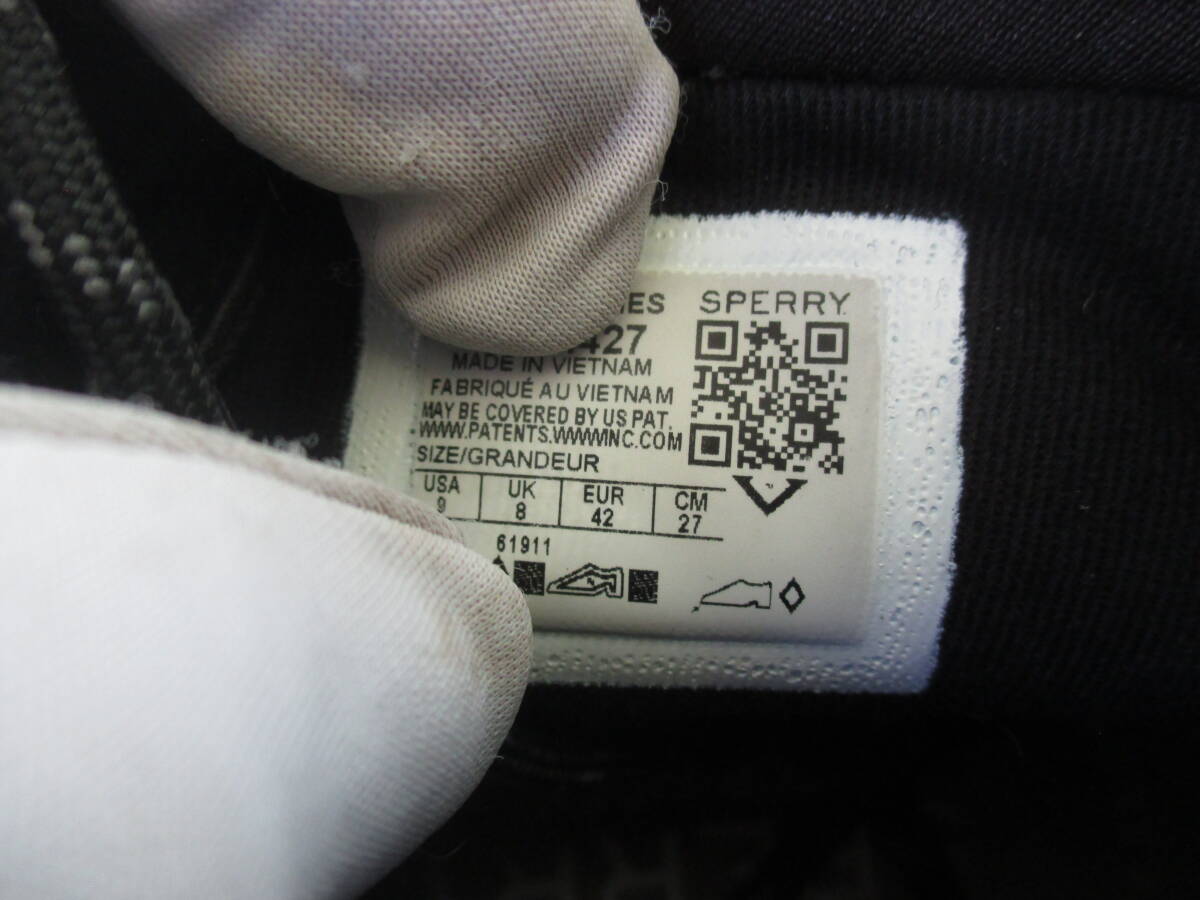 SPERRY
427
MADE IN VIETNAM
FABRIQUÉ AU VIETNAM
MAY BE COVERED BY US PAT.
WWW.PATENTS.WWWINC.COM
SIZE/GRANDEUR
USA UK EUR CM
9 8 42 27
61911